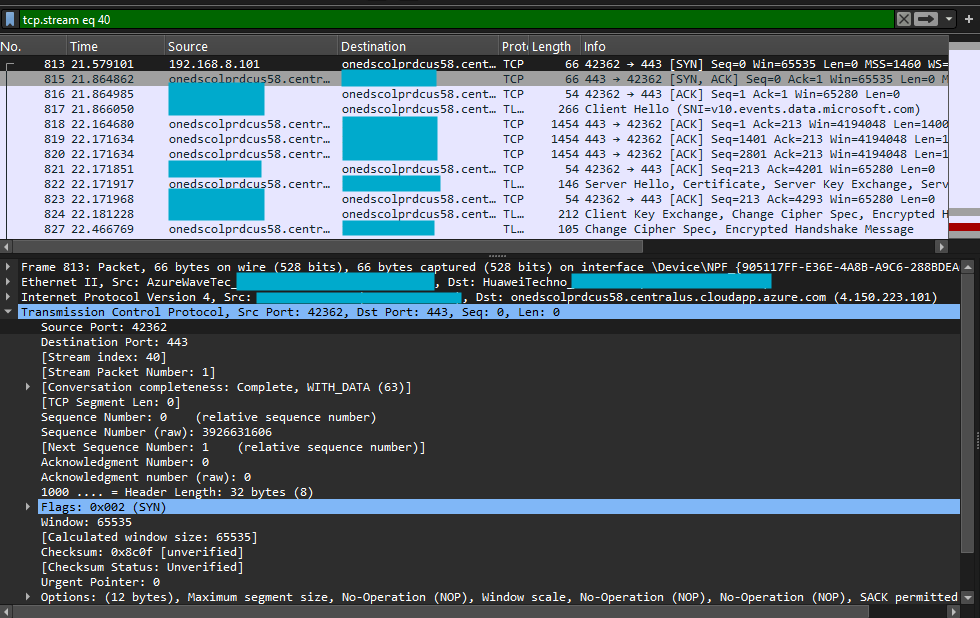 tcp.stream eq 40
No. Time Source Destination Protc Length Info
813 21.579101 192.168.8.101 onedscolprdcus58.cent… TCP 66 42362 → 443 [SYN] Seq=0 Win=65535 Len=0 MSS=1460 WS=
815 21.864862 onedscolprdcus58.centr… TCP 66 443 → 42362 [SYN, ACK] Seq=0 Ack=1 Win=65535 Len=0 M
816 21.864985 onedscolprdcus58.cent… TCP 54 42362 → 443 [ACK] Seq=1 Ack=1 Win=65280 Len=0
817 21.866050 onedscolprdcus58.cent… TL… 266 Client Hello (SNI=v10.events.data.microsoft.com)
818 22.164680 onedscolprdcus58.centr… TCP 1454 443 → 42362 [ACK] Seq=1 Ack=213 Win=4194048 Len=1400
819 22.171634 onedscolprdcus58.centr… TCP 1454 443 → 42362 [ACK] Seq=1401 Ack=213 Win=4194048 Len=1
820 22.171634 onedscolprdcus58.centr… TCP 1454 443 → 42362 [ACK] Seq=2801 Ack=213 Win=4194048 Len=1
821 22.171851 onedscolprdcus58.cent… TCP 54 42362 → 443 [ACK] Seq=213 Ack=4201 Win=65280 Len=0
822 22.171917 onedscolprdcus58.centr… TL… 146 Server Hello, Certificate, Server Key Exchange, Serv
823 22.171968 onedscolprdcus58.cent… TCP 54 42362 → 443 [ACK] Seq=213 Ack=4293 Win=65280 Len=0
824 22.181228 onedscolprdcus58.cent… TL… 212 Client Key Exchange, Change Cipher Spec, Encrypted H
827 22.466769 onedscolprdcus58.centr… TL… 105 Change Cipher Spec, Encrypted Handshake Message
Frame 813: Packet, 66 bytes on wire (528 bits), 66 bytes captured (528 bits) on interface \Device\NPF_{905117FF-E36E-4A8B-A9C6-288BDEA
Ethernet II, Src: AzureWaveTec_ , Dst: HuaweiTechno_
Internet Protocol Version 4, Src: , Dst: onedscolprdcus58.centralus.cloudapp.azure.com (4.150.223.101)
Transmission Control Protocol, Src Port: 42362, Dst Port: 443, Seq: 0, Len: 0
Source Port: 42362
Destination Port: 443
[Stream index: 40]
[Stream Packet Number: 1]
[Conversation completeness: Complete, WITH_DATA (63)]
[TCP Segment Len: 0]
Sequence Number: 0 (relative sequence number)
Sequence Number (raw): 3926631606
[Next Sequence Number: 1 (relative sequence number)]
Acknowledgment Number: 0
Acknowledgment number (raw): 0
1000 .... = Header Length: 32 bytes (8)
Flags: 0x002 (SYN)
Window: 65535
[Calculated window size: 65535]
Checksum: 0x8c0f [unverified]
[Checksum Status: Unverified]
Urgent Pointer: 0
Options: (12 bytes), Maximum segment size, No-Operation (NOP), Window scale, No-Operation (NOP), No-Operation (NOP), SACK permitted